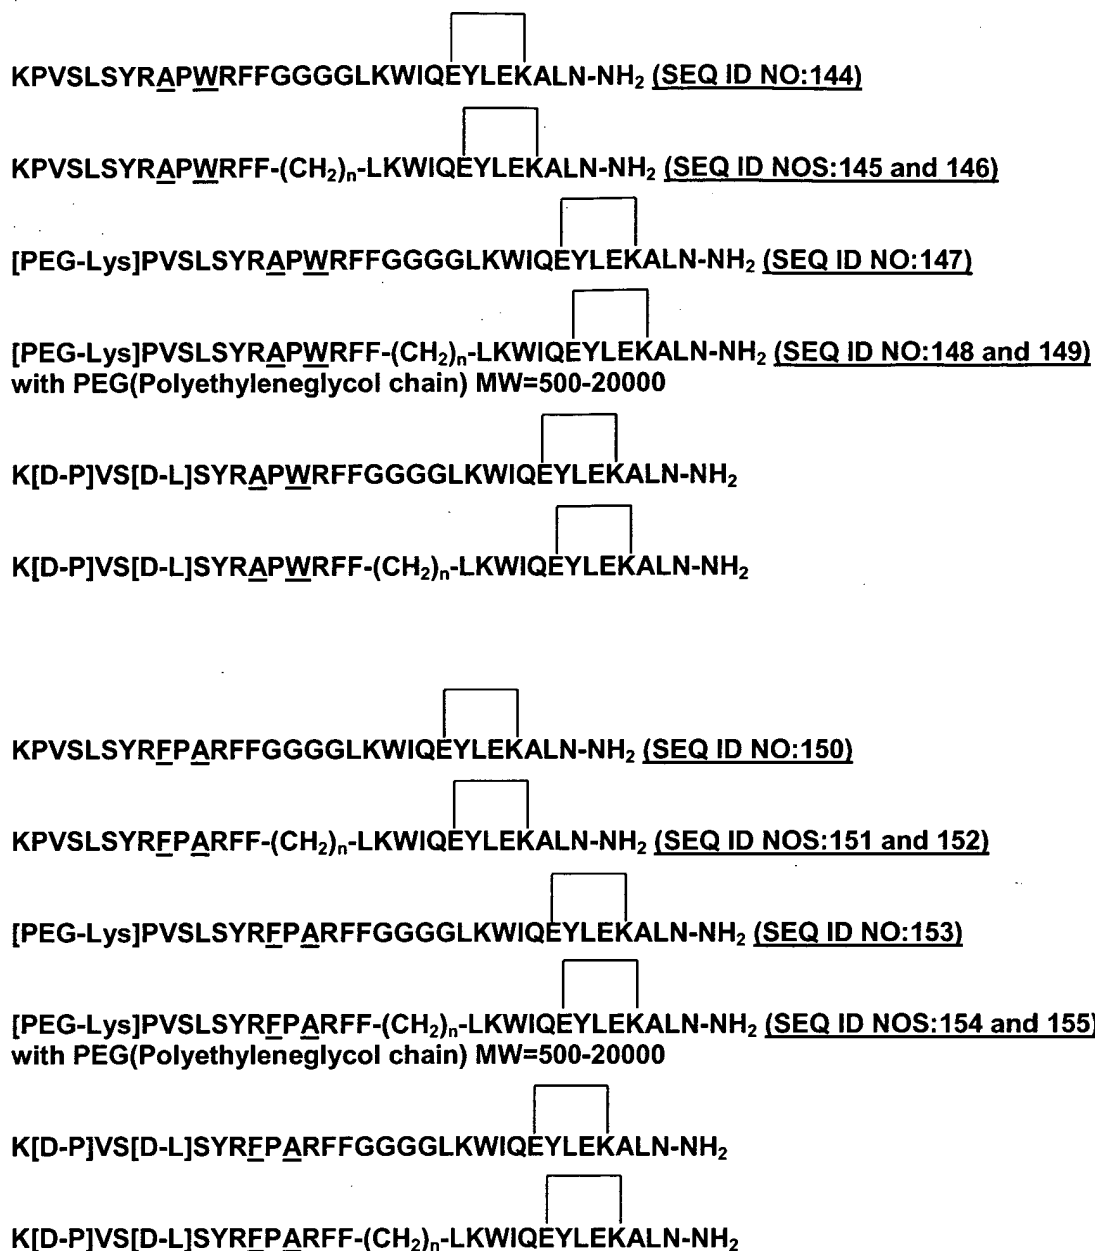 KPVSLSYRAPWRFFGGGGLKWIQEYLEKALN-NH₂ (SEQ ID NO:144)
KPVSLSYRAPWRFF-(CH₂)ₙ-LKWIQEYLEKALN-NH₂ (SEQ ID NOS:145 and 146)
[PEG-Lys]PVSLSYRAPWRFFGGGGLKWIQEYLEKALN-NH₂ (SEQ ID NO:147)
[PEG-Lys]PVSLSYRAPWRFF-(CH₂)ₙ-LKWIQEYLEKALN-NH₂ (SEQ ID NO:148 and 149)
with PEG(Polyethyleneglycol chain) MW=500-20000
K[D-P]VS[D-L]SYRAPWRFFGGGGLKWIQEYLEKALN-NH₂
K[D-P]VS[D-L]SYRAPWRFF-(CH₂)ₙ-LKWIQEYLEKALN-NH₂
KPVSLSYRFPARFFGGGGLKWIQEYLEKALN-NH₂ (SEQ ID NO:150)
KPVSLSYRFPARFF-(CH₂)ₙ-LKWIQEYLEKALN-NH₂ (SEQ ID NOS:151 and 152)
[PEG-Lys]PVSLSYRFPARFFGGGGLKWIQEYLEKALN-NH₂ (SEQ ID NO:153)
[PEG-Lys]PVSLSYRFPARFF-(CH₂)ₙ-LKWIQEYLEKALN-NH₂ (SEQ ID NOS:154 and 155)
with PEG(Polyethyleneglycol chain) MW=500-20000
K[D-P]VS[D-L]SYRFPARFFGGGGLKWIQEYLEKALN-NH₂
K[D-P]VS[D-L]SYRFPARFF-(CH₂)ₙ-LKWIQEYLEKALN-NH₂